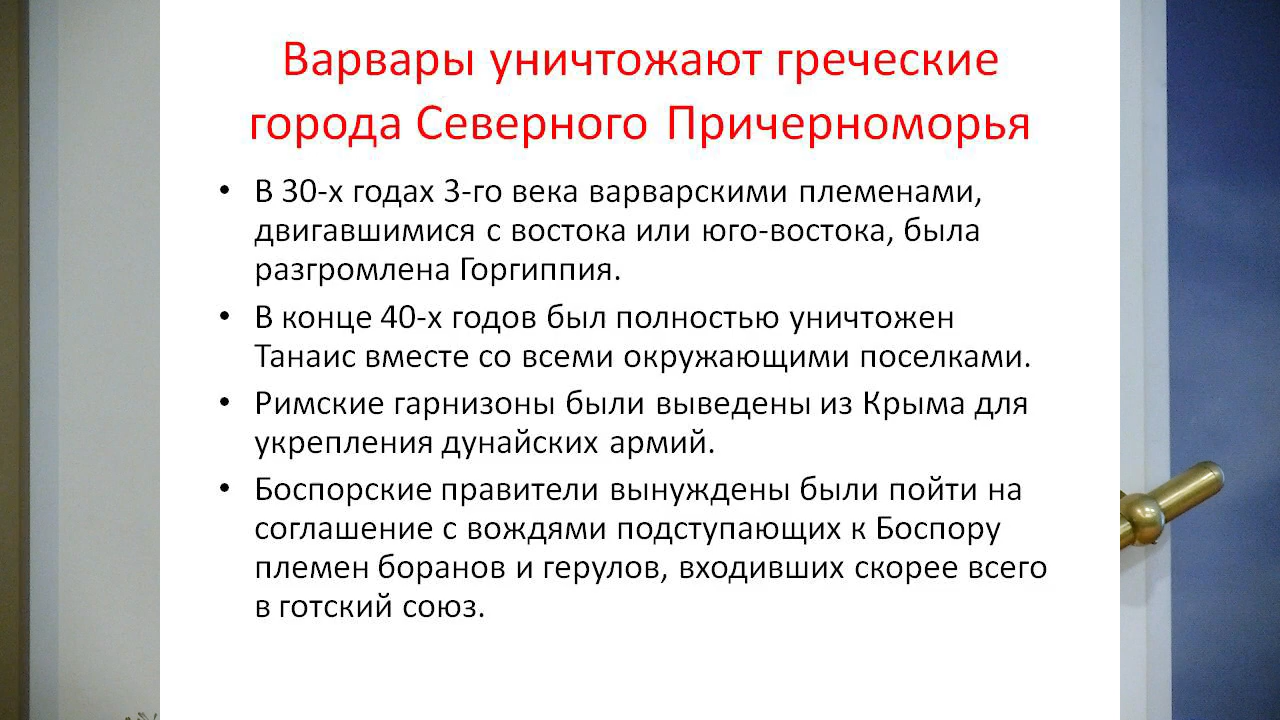 Варвары уничтожают греческие
города Северного Причерноморья
• В 30-х годах 3-го века варварскими племенами,
двигавшимися с востока или юго-востока, была
разгромлена Горгиппия.
• В конце 40-х годов был полностью уничтожен
Танаис вместе со всеми окружающими поселками.
• Римские гарнизоны были выведены из Крыма для
укрепления дунайских армий.
• Боспорские правители вынуждены были пойти на
соглашение с вождями подступающих к Боспору
племен боранов и герулов, входивших скорее всего
в готский союз.